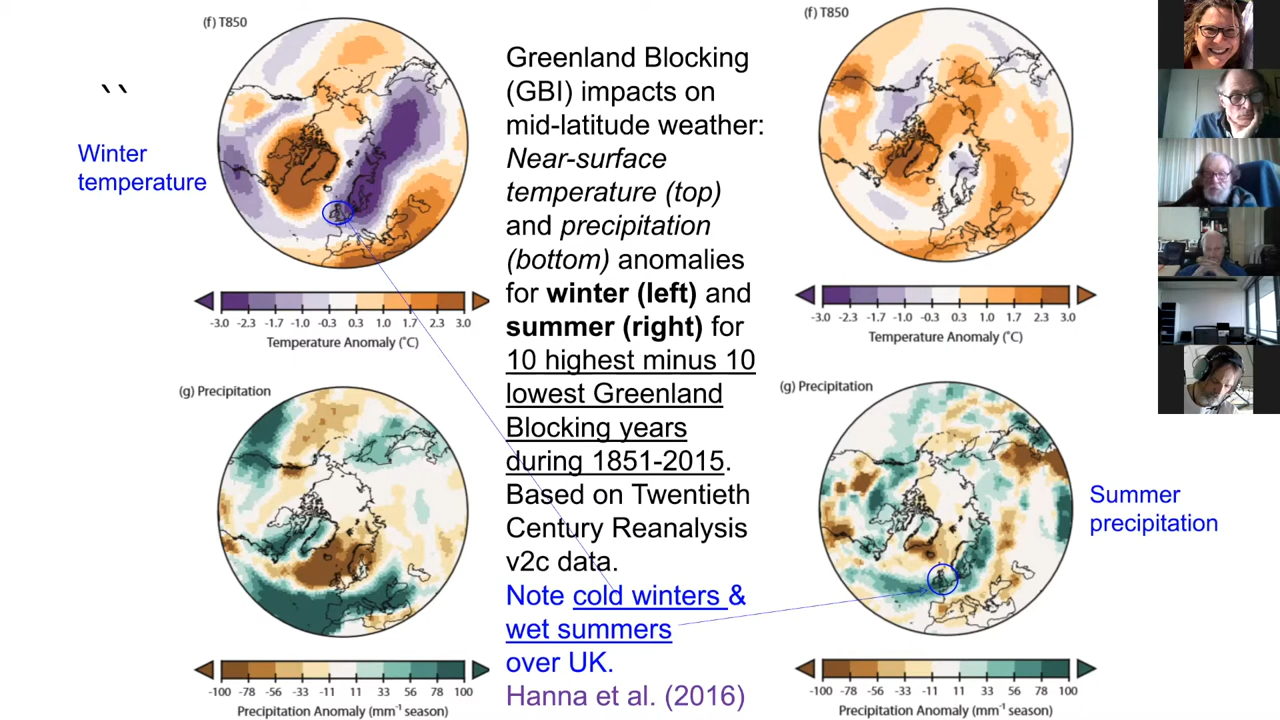 (f) T850
Winter
temperature
-3.0 -2.3 -1.7 -1.0 -0.3 0.3 1.0 1.7 2.3 3.0
Temperature Anomaly (˚C)
(g) Precipitation
-100 -78 -56 -33 -11 11 33 56 78 100
Precipitation Anomaly (mm⁻¹ season)
Greenland Blocking
(GBI) impacts on
mid-latitude weather:
Near-surface
temperature (top)
and precipitation
(bottom) anomalies
for winter (left) and
summer (right) for
10 highest minus 10
lowest Greenland
Blocking years
during 1851-2015.
Based on Twentieth
Century Reanalysis
v2c data.
Note cold winters &
wet summers
over UK.
Hanna et al. (2016)
(f) T850
-3.0 -2.3 -1.7 -1.0 -0.3 0.3 1.0 1.7 2.3 3.0
Temperature Anomaly (˚C)
(g) Precipitation
Summer
precipitation
-100 -78 -56 -33 -11 11 33 56 78 100
Precipitation Anomaly (mm⁻¹ season)